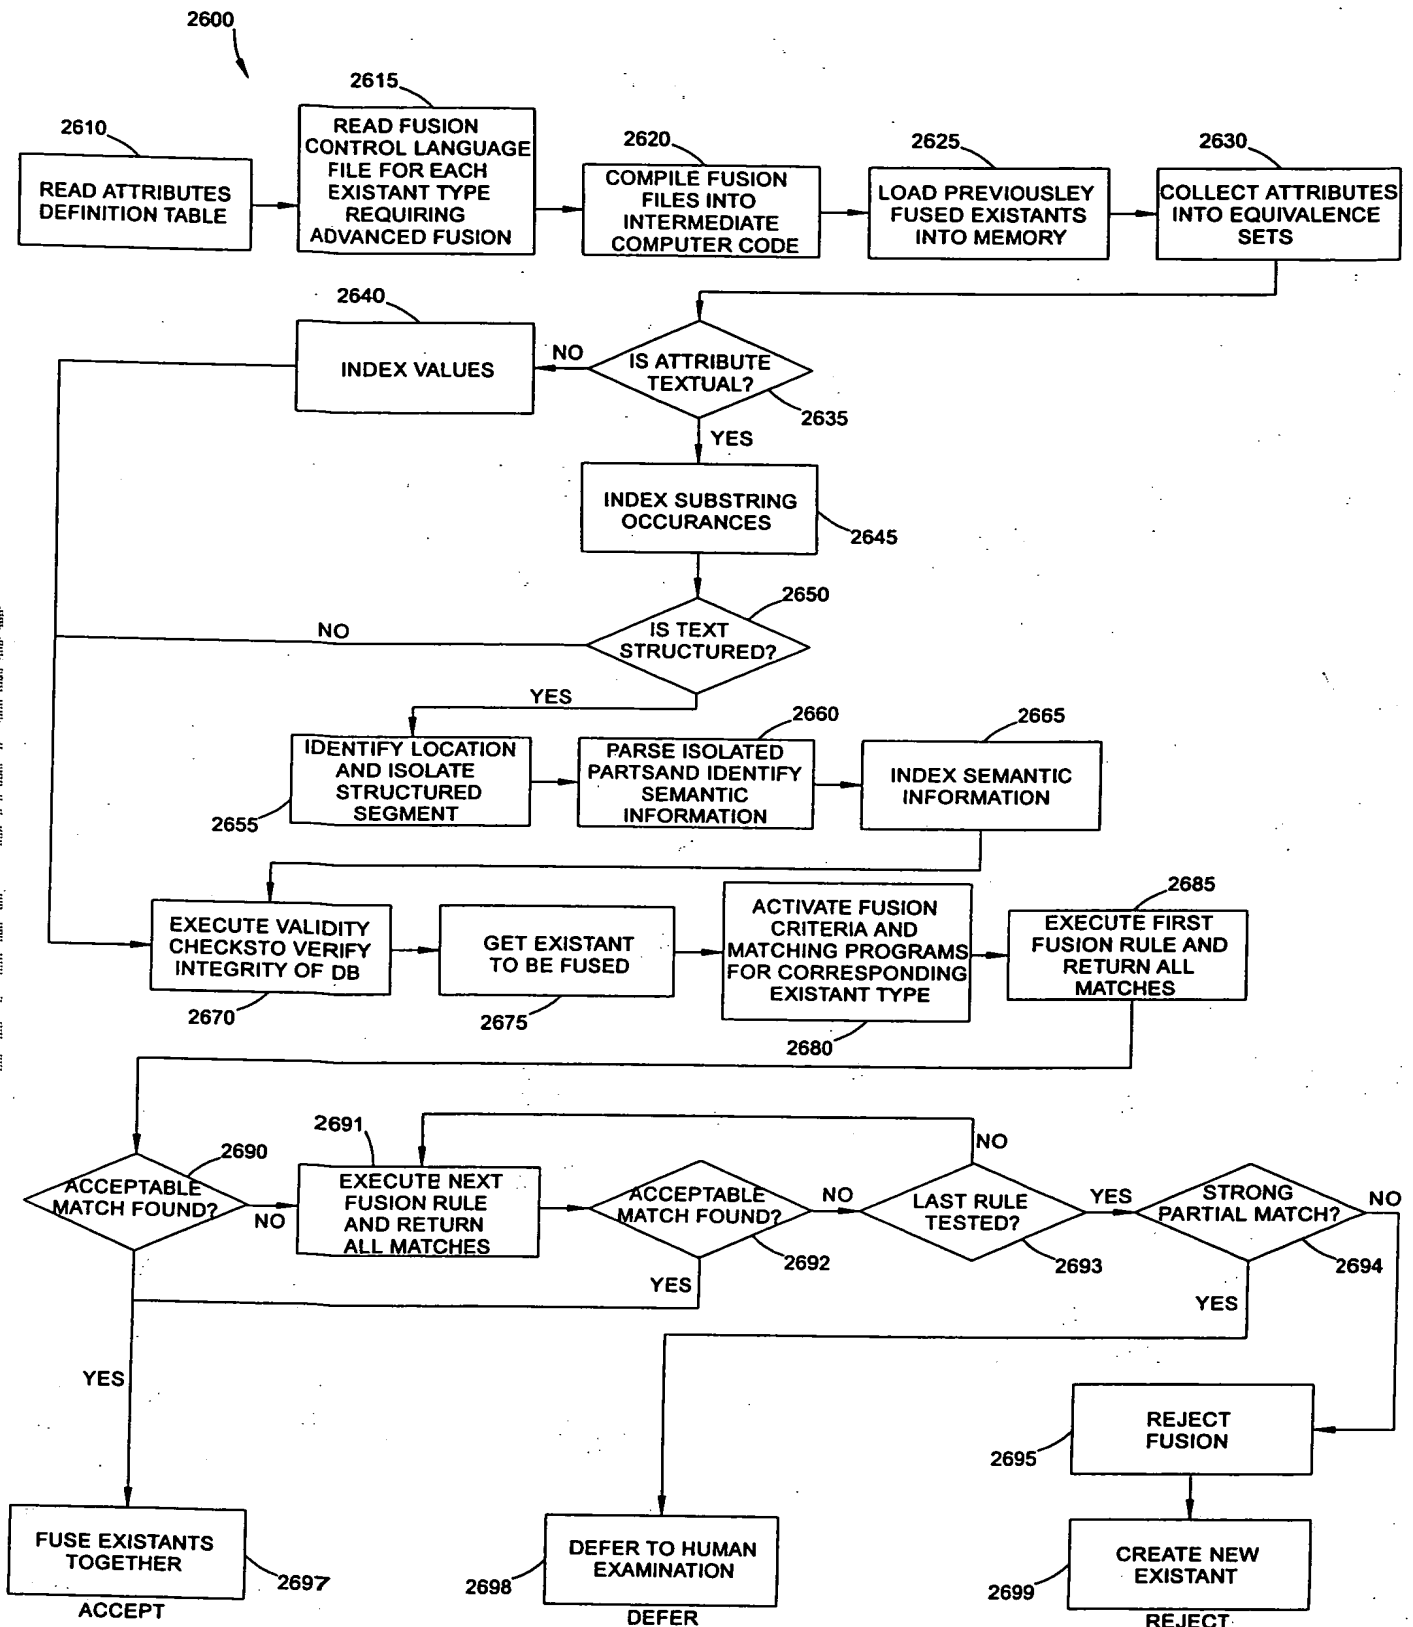 2600
2610
READ ATTRIBUTES
DEFINITION TABLE
2615
READ FUSION
CONTROL LANGUAGE
FILE FOR EACH
EXISTANT TYPE
REQUIRING
ADVANCED FUSION
2620
COMPILE FUSION
FILES INTO
INTERMEDIATE
COMPUTER CODE
2625
LOAD PREVIOUSLEY
FUSED EXISTANTS
INTO MEMORY
2630
COLLECT ATTRIBUTES
INTO EQUIVALENCE
SETS
2640
INDEX VALUES
NO
IS ATTRIBUTE
TEXTUAL?
2635
YES
INDEX SUBSTRING
OCCURANCES
2645
2650
NO
IS TEXT
STRUCTURED?
YES
IDENTIFY LOCATION
AND ISOLATE
STRUCTURED
SEGMENT
2655
2660
PARSE ISOLATED
PARTSAND IDENTIFY
SEMANTIC
INFORMATION
2665
INDEX SEMANTIC
INFORMATION
EXECUTE VALIDITY
CHECKSTO VERIFY
INTEGRITY OF DB
2670
GET EXISTANT
TO BE FUSED
2675
ACTIVATE FUSION
CRITERIA AND
MATCHING PROGRAMS
FOR CORRESPONDING
EXISTANT TYPE
2680
2685
EXECUTE FIRST
FUSION RULE AND
RETURN ALL
MATCHES
2690
ACCEPTABLE
MATCH FOUND?
NO
2691
EXECUTE NEXT
FUSION RULE
AND RETURN
ALL MATCHES
ACCEPTABLE
MATCH FOUND?
2692
NO
YES
NO
LAST RULE
TESTED?
2693
YES
STRONG
PARTIAL MATCH?
2694
NO
YES
YES
REJECT
FUSION
2695
FUSE EXISTANTS
TOGETHER
2697
ACCEPT
DEFER TO HUMAN
EXAMINATION
2698
DEFER
CREATE NEW
EXISTANT
2699
REJECT